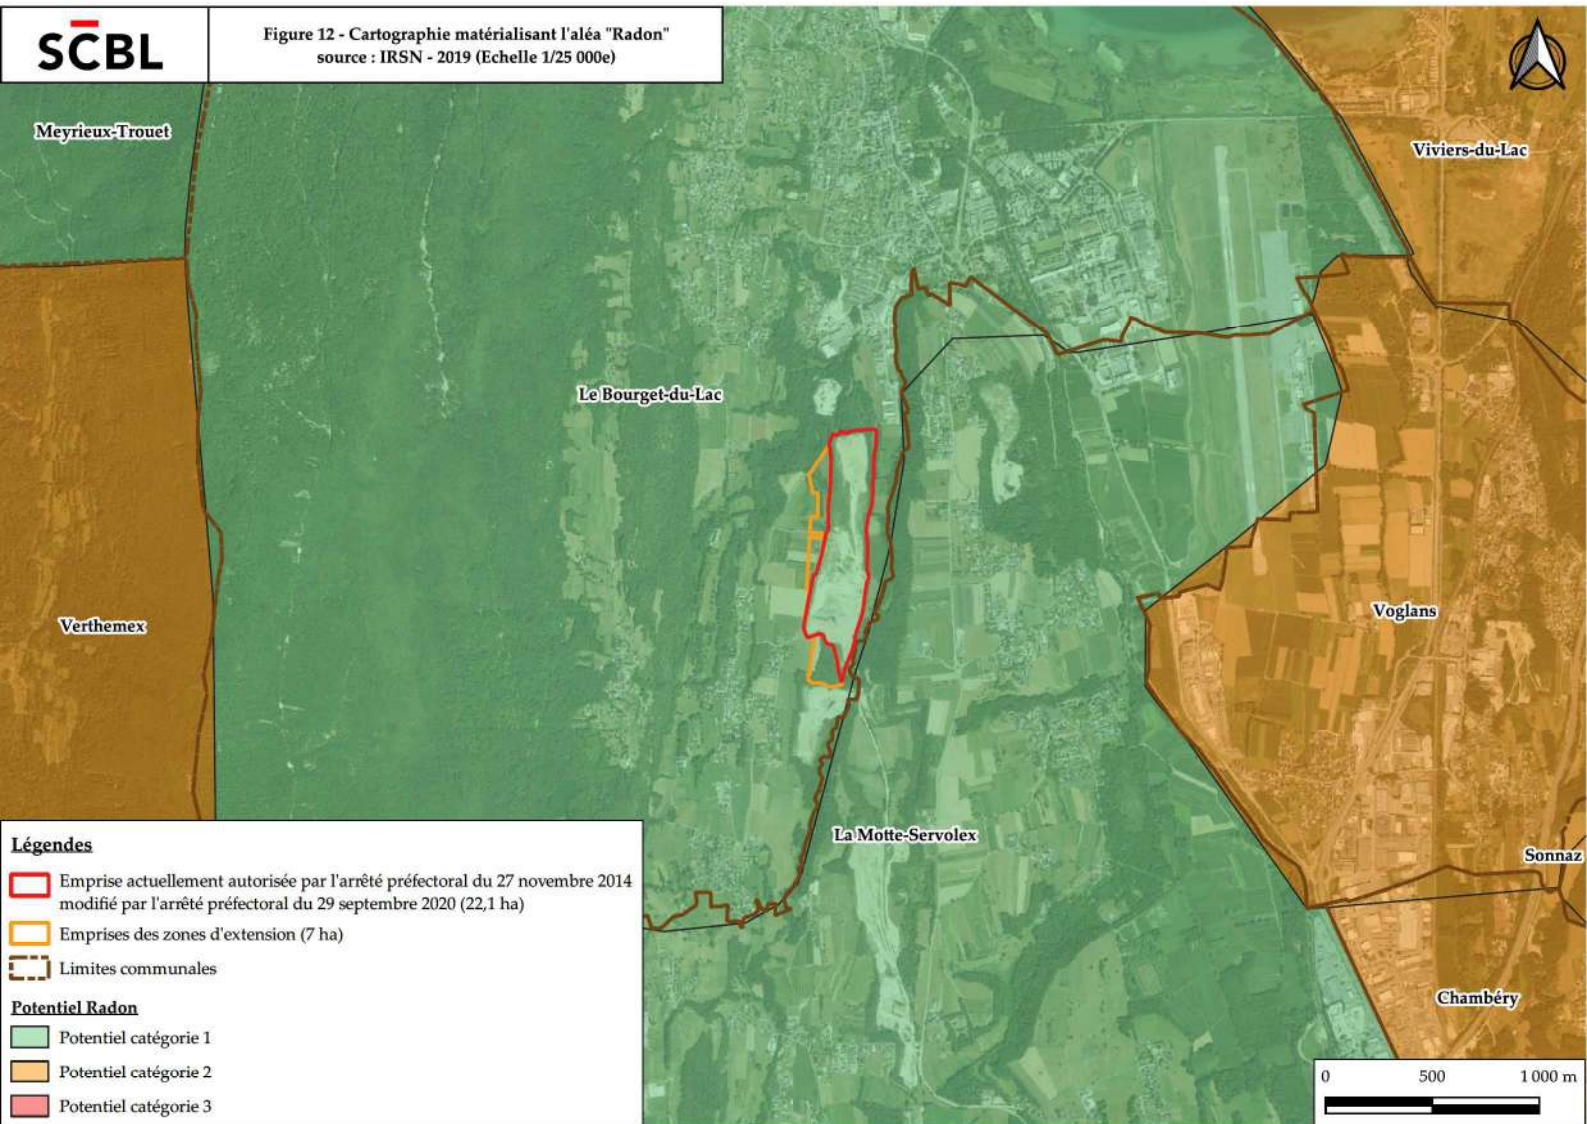 SCBL
Figure 12 - Cartographie matérialisant l'aléa "Radon"
source : IRSN - 2019 (Echelle 1/25 000e)
Meyrieux-Trouet
Viviers-du-Lac
Le Bourget-du-Lac
Verthemex
Voglans
La Motte-Servolex
Sonnaz
Chambéry
Légendes
Emprise actuellement autorisée par l'arrêté préfectoral du 27 novembre 2014
modifié par l'arrêté préfectoral du 29 septembre 2020 (22,1 ha)
Emprises des zones d'extension (7 ha)
Limites communales
Potentiel Radon
Potentiel catégorie 1
Potentiel catégorie 2
Potentiel catégorie 3
0 500 1 000 m